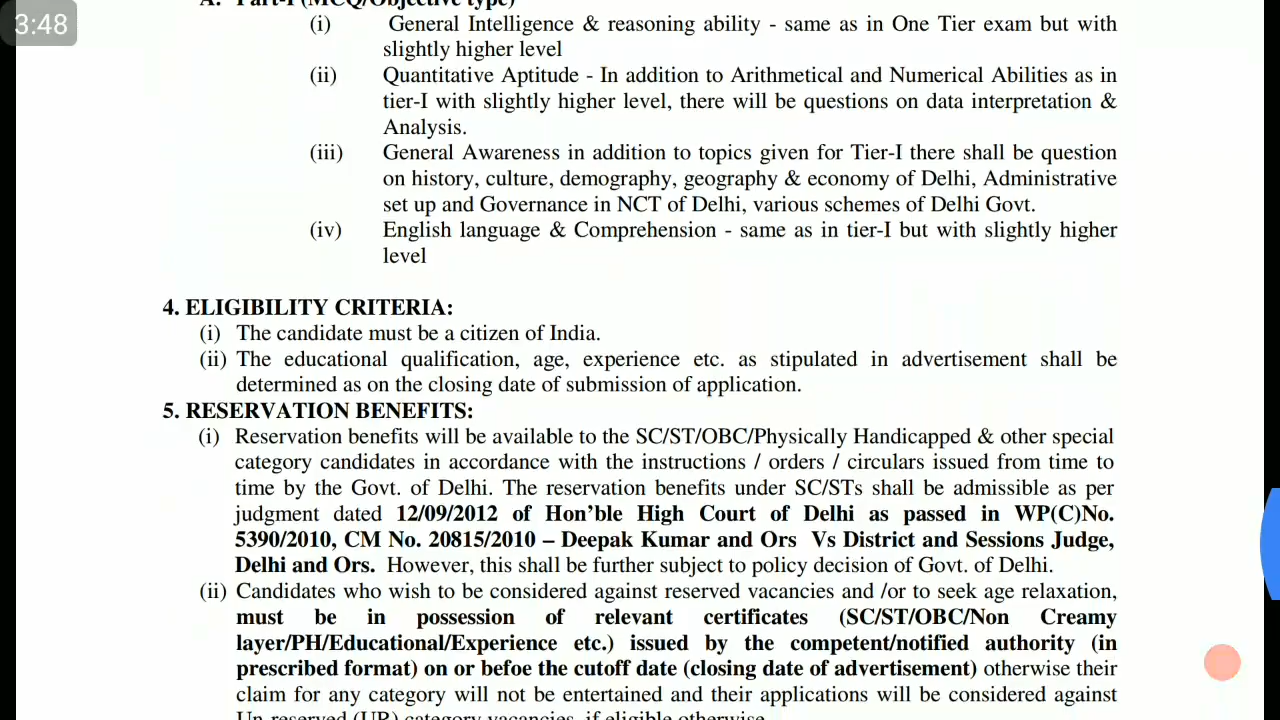 3:48
A. Part-I (MCQ/Objective type)
(i) General Intelligence & reasoning ability - same as in One Tier exam but with
slightly higher level
(ii) Quantitative Aptitude - In addition to Arithmetical and Numerical Abilities as in
tier-I with slightly higher level, there will be questions on data interpretation &
Analysis.
(iii) General Awareness in addition to topics given for Tier-I there shall be question
on history, culture, demography, geography & economy of Delhi, Administrative
set up and Governance in NCT of Delhi, various schemes of Delhi Govt.
(iv) English language & Comprehension - same as in tier-I but with slightly higher
level
4. ELIGIBILITY CRITERIA:
(i) The candidate must be a citizen of India.
(ii) The educational qualification, age, experience etc. as stipulated in advertisement shall be
determined as on the closing date of submission of application.
5. RESERVATION BENEFITS:
(i) Reservation benefits will be available to the SC/ST/OBC/Physically Handicapped & other special
category candidates in accordance with the instructions / orders / circulars issued from time to
time by the Govt. of Delhi. The reservation benefits under SC/STs shall be admissible as per
judgment dated 12/09/2012 of Hon’ble High Court of Delhi as passed in WP(C)No.
5390/2010, CM No. 20815/2010 – Deepak Kumar and Ors Vs District and Sessions Judge,
Delhi and Ors. However, this shall be further subject to policy decision of Govt. of Delhi.
(ii) Candidates who wish to be considered against reserved vacancies and /or to seek age relaxation,
must be in possession of relevant certificates (SC/ST/OBC/Non Creamy
layer/PH/Educational/Experience etc.) issued by the competent/notified authority (in
prescribed format) on or befoe the cutoff date (closing date of advertisement) otherwise their
claim for any category will not be entertained and their applications will be considered against
Un-reserved (UR) category vacancies, if eligible otherwise.